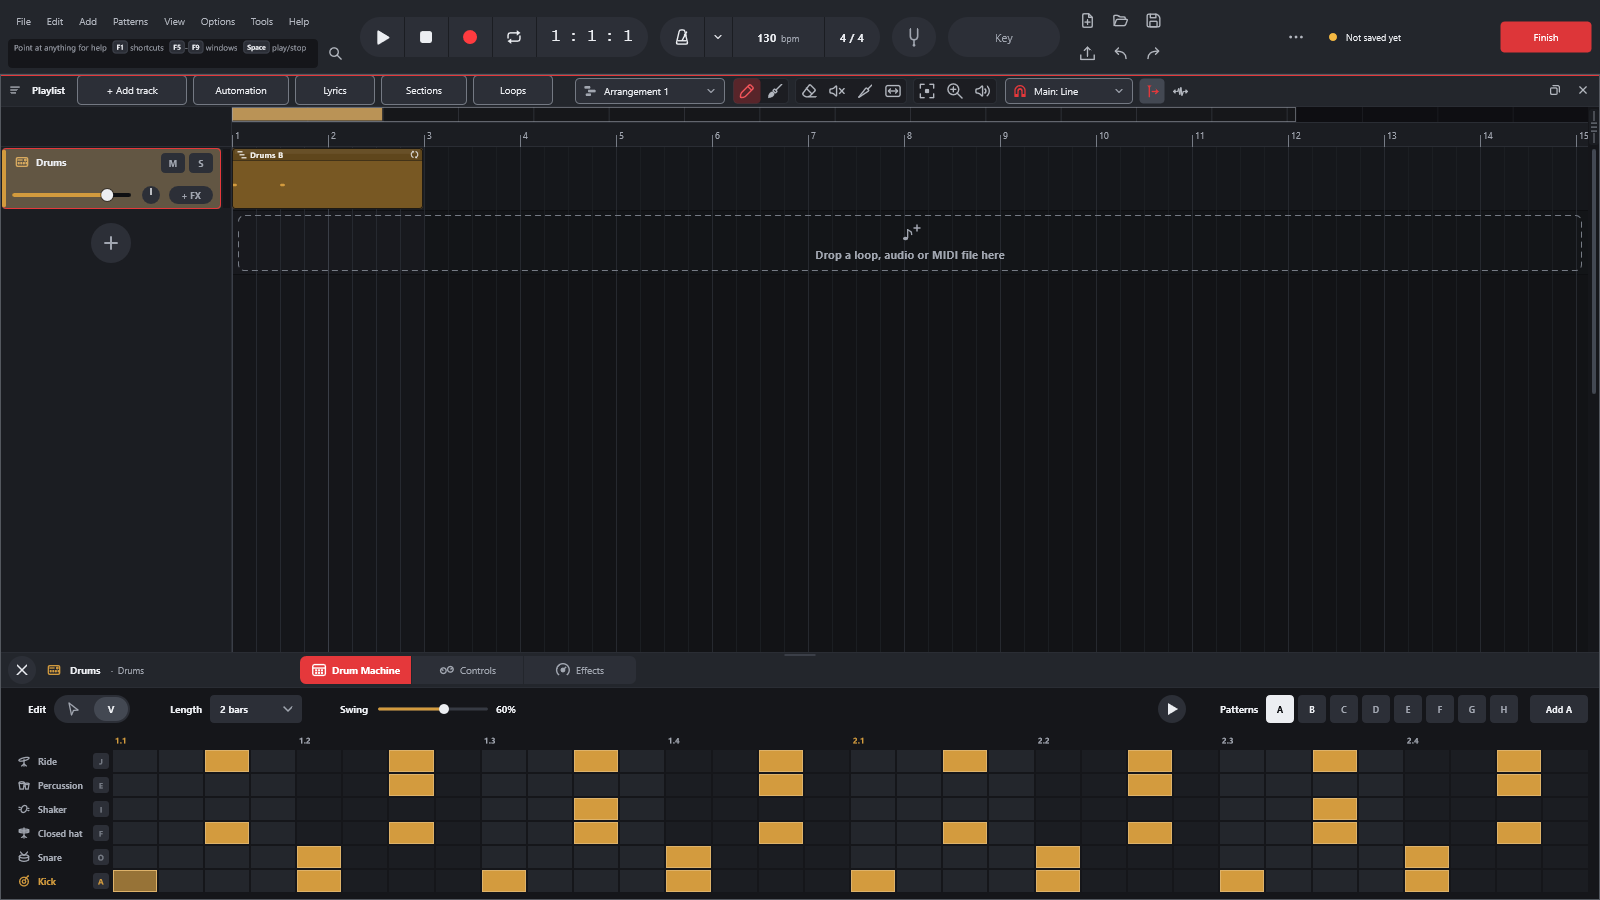 File Edit Add Patterns View Options Tools Help
Point at anything for help F1 shortcuts F5 - F9 windows Space play/stop
1 : 1 : 1
130 bpm
4 / 4
Key
Not saved yet
Finish
Playlist
+ Add track
Automation
Lyrics
Sections
Loops
Arrangement 1
Main: Line
1 2 3 4 5 6 7 8 9 10 11 12 13 14 15
Drums
M S
+ FX
Drums B
Drop a loop, audio or MIDI file here
Drums - Drums
Drum Machine
Controls
Effects
Edit
V
Length 2 bars
Swing 60%
Patterns A B C D E F G H
Add A
1.1 1.2 1.3 1.4 2.1 2.2 2.3 2.4
Ride J
Percussion E
Shaker I
Closed hat F
Snare O
Kick A